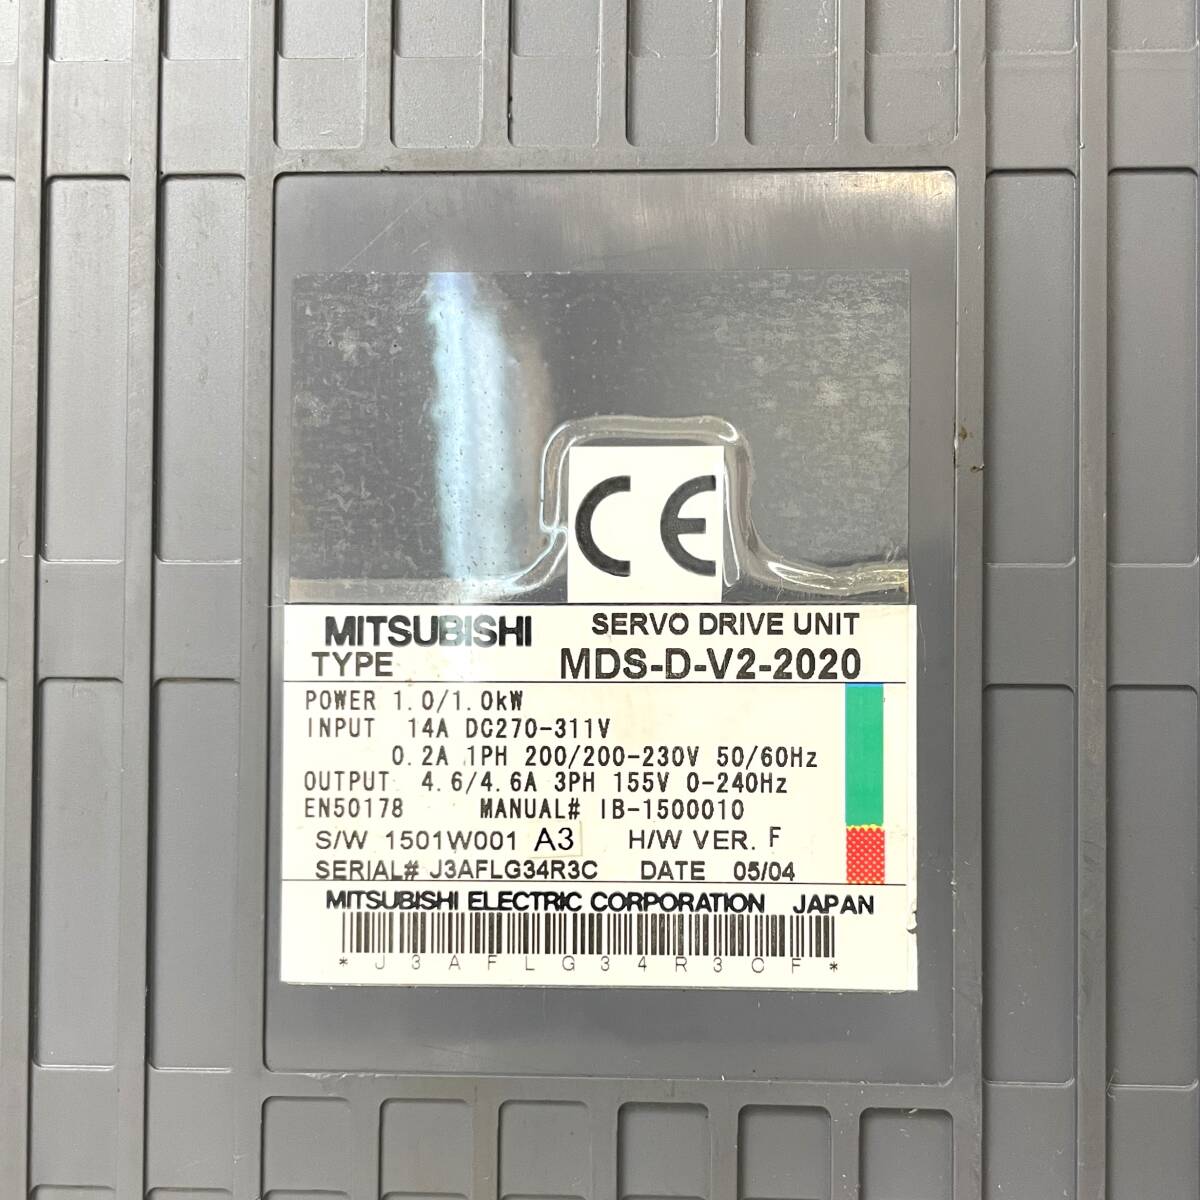 CE
MITSUBISHI SERVO DRIVE UNIT
TYPE MDS-D-V2-2020
POWER 1.0/1.0kW
INPUT 14A DC270-311V
0.2A 1PH 200/200-230V 50/60Hz
OUTPUT 4.6/4.6A 3PH 155V 0-240Hz
EN50178 MANUAL# IB-1500010
S/W 1501W001 A3 H/W VER. F
SERIAL# J3AFLG34R3C DATE 05/04
MITSUBISHI ELECTRIC CORPORATION JAPAN
*J3AFLG34R3CF*